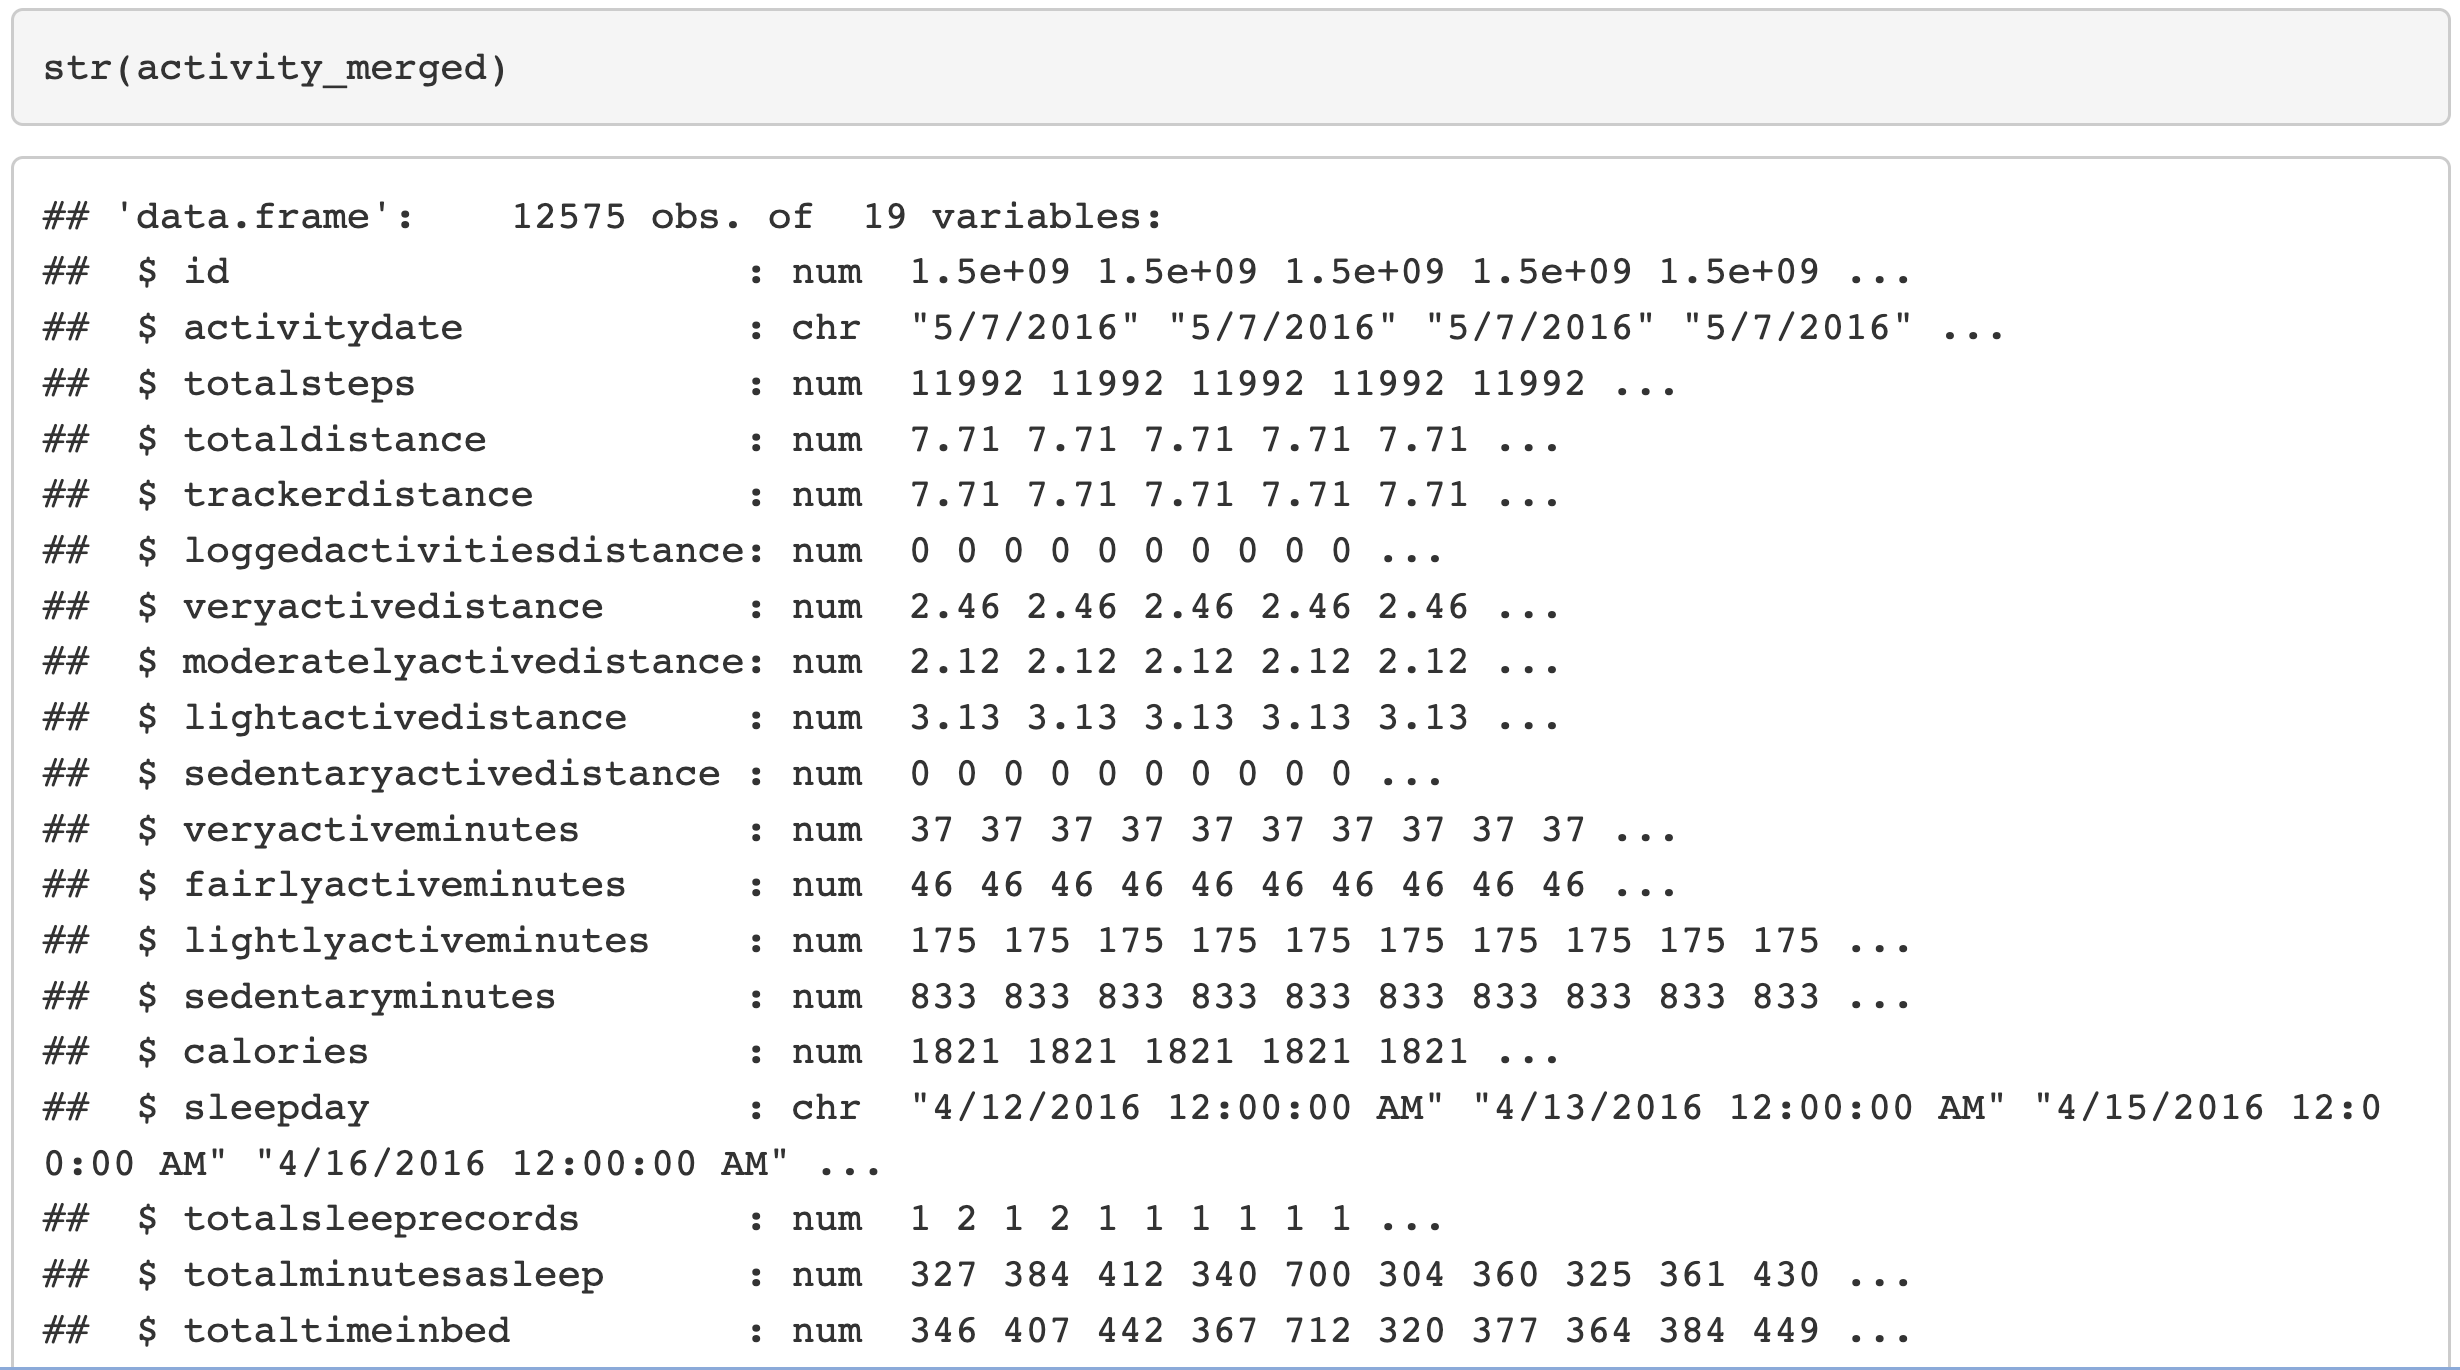 str(activity_merged)
## 'data.frame':    12575 obs. of  19 variables:
##  $ id                      : num  1.5e+09 1.5e+09 1.5e+09 1.5e+09 1.5e+09 ...
##  $ activitydate            : chr  "5/7/2016" "5/7/2016" "5/7/2016" "5/7/2016" ...
##  $ totalsteps              : num  11992 11992 11992 11992 11992 ...
##  $ totaldistance           : num  7.71 7.71 7.71 7.71 7.71 ...
##  $ trackerdistance         : num  7.71 7.71 7.71 7.71 7.71 ...
##  $ loggedactivitiesdistance: num  0 0 0 0 0 0 0 0 0 0 ...
##  $ veryactivedistance      : num  2.46 2.46 2.46 2.46 2.46 ...
##  $ moderatelyactivedistance: num  2.12 2.12 2.12 2.12 2.12 ...
##  $ lightactivedistance     : num  3.13 3.13 3.13 3.13 3.13 ...
##  $ sedentaryactivedistance : num  0 0 0 0 0 0 0 0 0 0 ...
##  $ veryactiveminutes       : num  37 37 37 37 37 37 37 37 37 37 ...
##  $ fairlyactiveminutes     : num  46 46 46 46 46 46 46 46 46 46 ...
##  $ lightlyactiveminutes    : num  175 175 175 175 175 175 175 175 175 175 ...
##  $ sedentaryminutes        : num  833 833 833 833 833 833 833 833 833 833 ...
##  $ calories                : num  1821 1821 1821 1821 1821 ...
##  $ sleepday                : chr  "4/12/2016 12:00:00 AM" "4/13/2016 12:00:00 AM" "4/15/2016 12:0
0:00 AM" "4/16/2016 12:00:00 AM" ...
##  $ totalsleeprecords       : num  1 2 1 2 1 1 1 1 1 1 ...
##  $ totalminutesasleep      : num  327 384 412 340 700 304 360 325 361 430 ...
##  $ totaltimeinbed          : num  346 407 442 367 712 320 377 364 384 449 ...